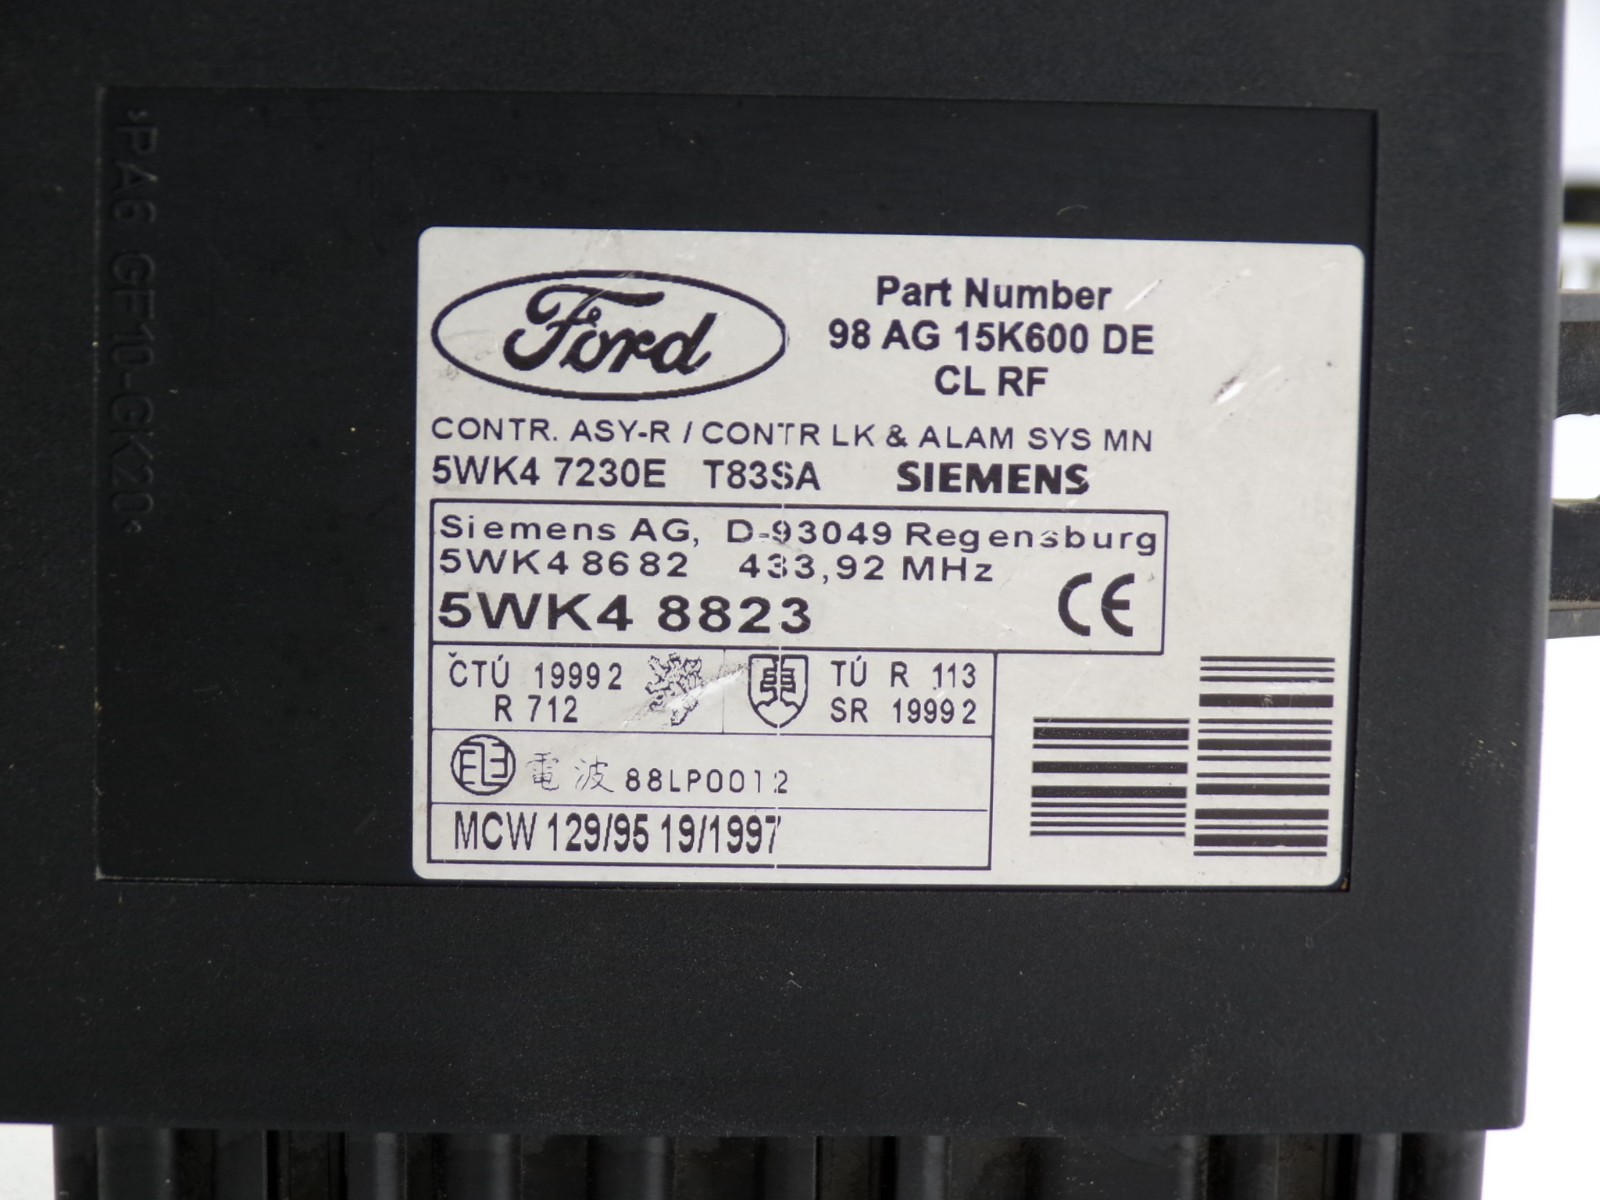 >PA6 GF10-GK20<
Ford
Part Number
98 AG 15K600 DE
CL RF
CONTR. ASY-R / CONTR LK & ALAM SYS MN
5WK4 7230E T83SA SIEMENS
Siemens AG, D-93049 Regensburg
5WK4 8682 433,92 MHz
5WK4 8823 CE
ČTÚ 1999 2
R 712
TÚ R 113
SR 1999 2
電波 88LP0012
MCW 129/95 19/1997